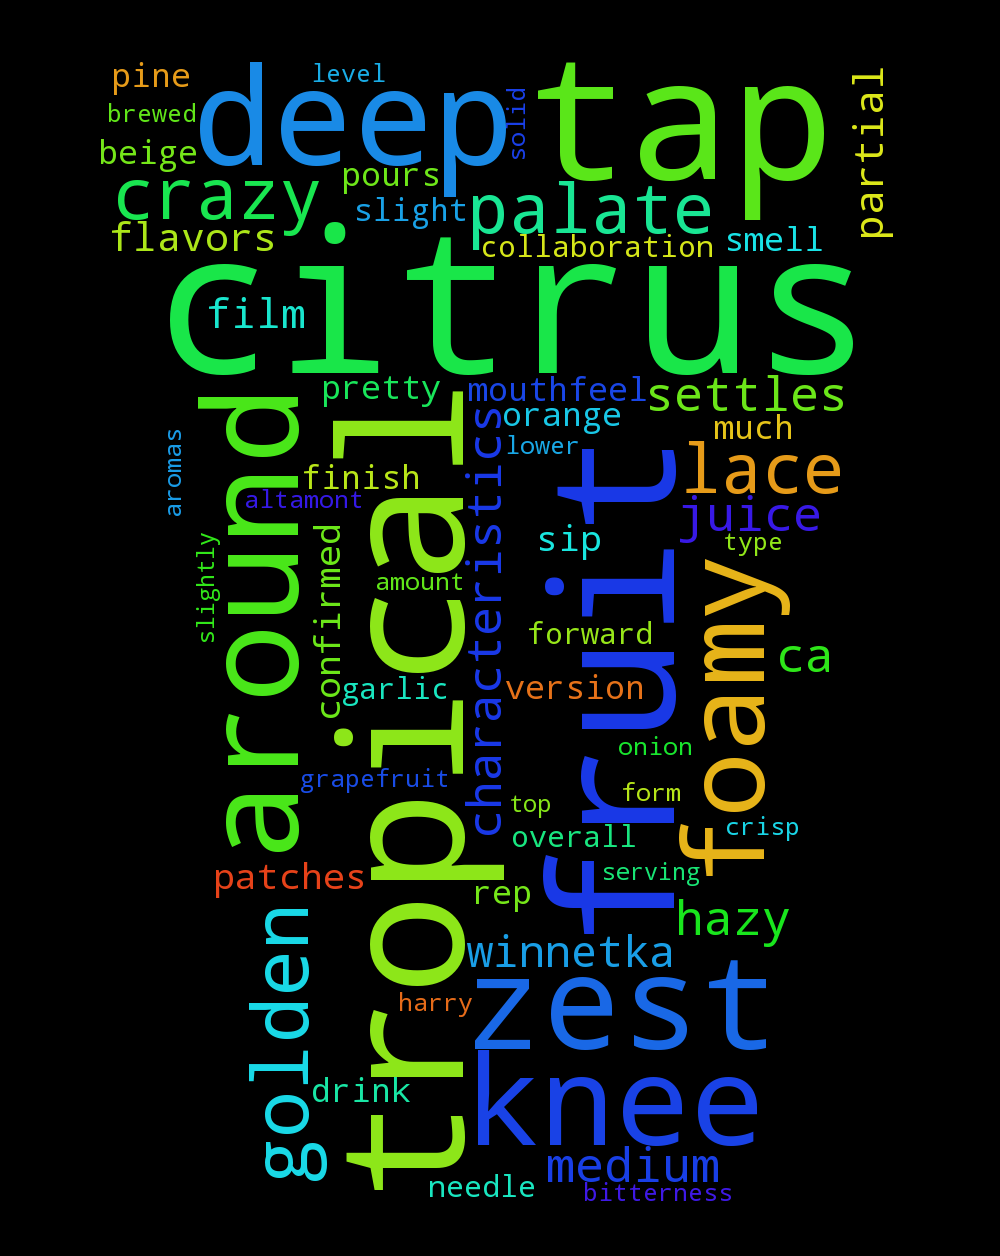 pine
level
deep
solid
tap
partial
brewed
beige
pours
crazy
slight
palate
flavors
collaboration
smell
citrus
film
pretty
mouthfeel
settles
orange
much
around
tropical
characteristics
lower
aromas
finish
lace
altamont
fruit
juice
confirmed
sip
type
slightly
amount
foamy
forward
ca
garlic
version
onion
grapefruit
form
top
crisp
overall
patches
serving
rep
hazy
golden
winnetka
harry
zest
drink
knee
medium
needle
bitterness